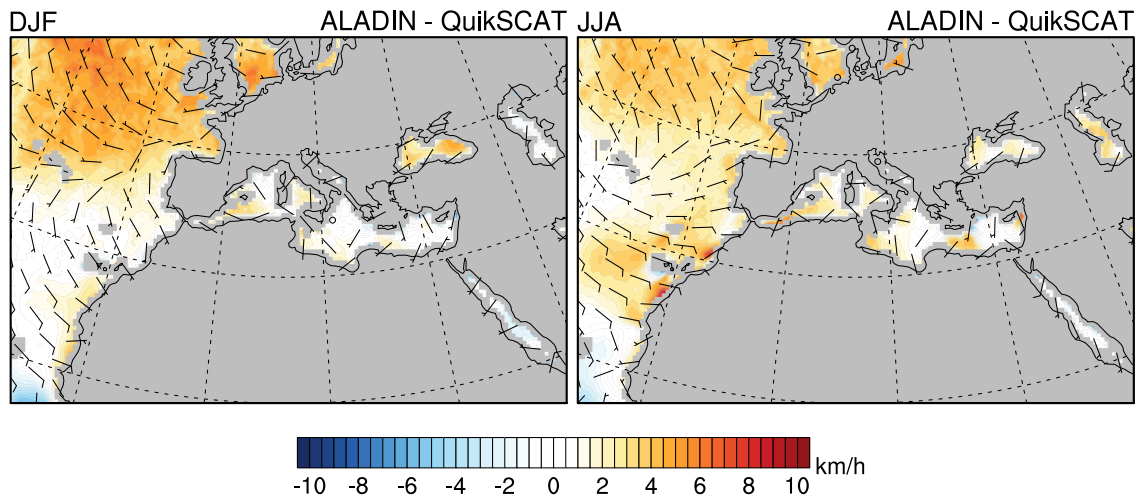 DJF ALADIN - QuikSCAT
JJA ALADIN - QuikSCAT
-10 -8 -6 -4 -2 0 2 4 6 8 10 km/h